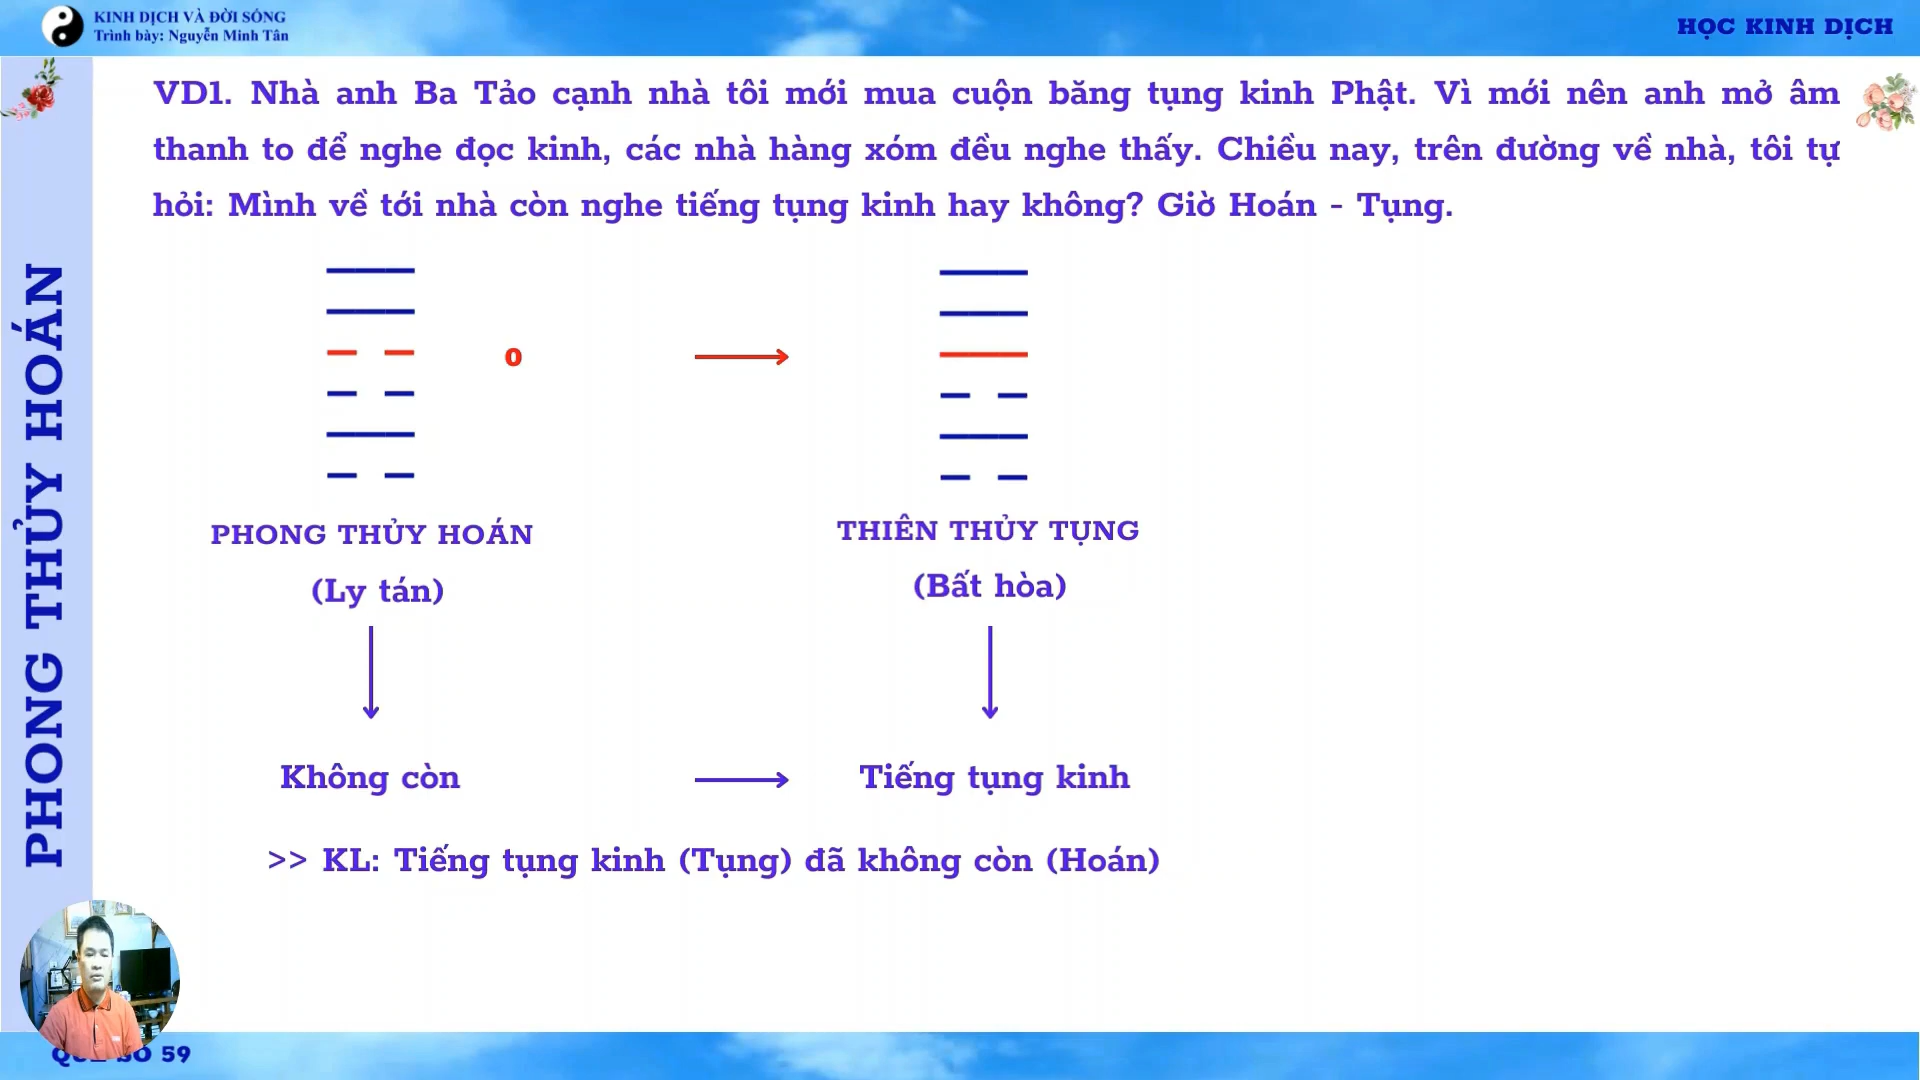 KINH DỊCH VÀ ĐỜI SỐNG
Trình bày: Nguyễn Minh Tân
HỌC KINH DỊCH
VD1. Nhà anh Ba Tảo cạnh nhà tôi mới mua cuộn băng tụng kinh Phật. Vì mới nên anh mở âm
thanh to để nghe đọc kinh, các nhà hàng xóm đều nghe thấy. Chiều nay, trên đường về nhà, tôi tự
hỏi: Mình về tới nhà còn nghe tiếng tụng kinh hay không? Giờ Hoán - Tụng.
PHONG THỦY HOÁN
o
PHONG THỦY HOÁN
THIÊN THỦY TỤNG
(Ly tán)
(Bất hòa)
Không còn
Tiếng tụng kinh
>> KL: Tiếng tụng kinh (Tụng) đã không còn (Hoán)
59